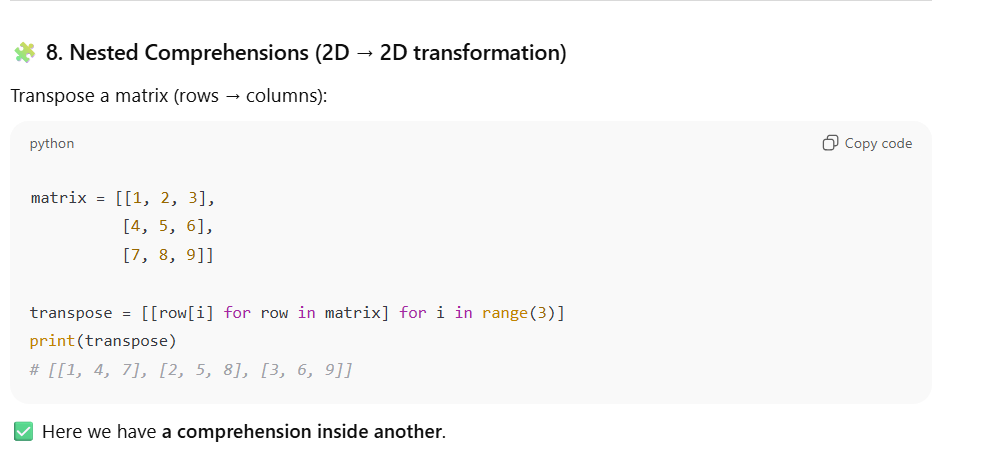 🧩 8. Nested Comprehensions (2D → 2D transformation)
Transpose a matrix (rows → columns):
python
Copy code
matrix = [[1, 2, 3],
          [4, 5, 6],
          [7, 8, 9]]
transpose = [[row[i] for row in matrix] for i in range(3)]
print(transpose)
# [[1, 4, 7], [2, 5, 8], [3, 6, 9]]
✅ Here we have a comprehension inside another.